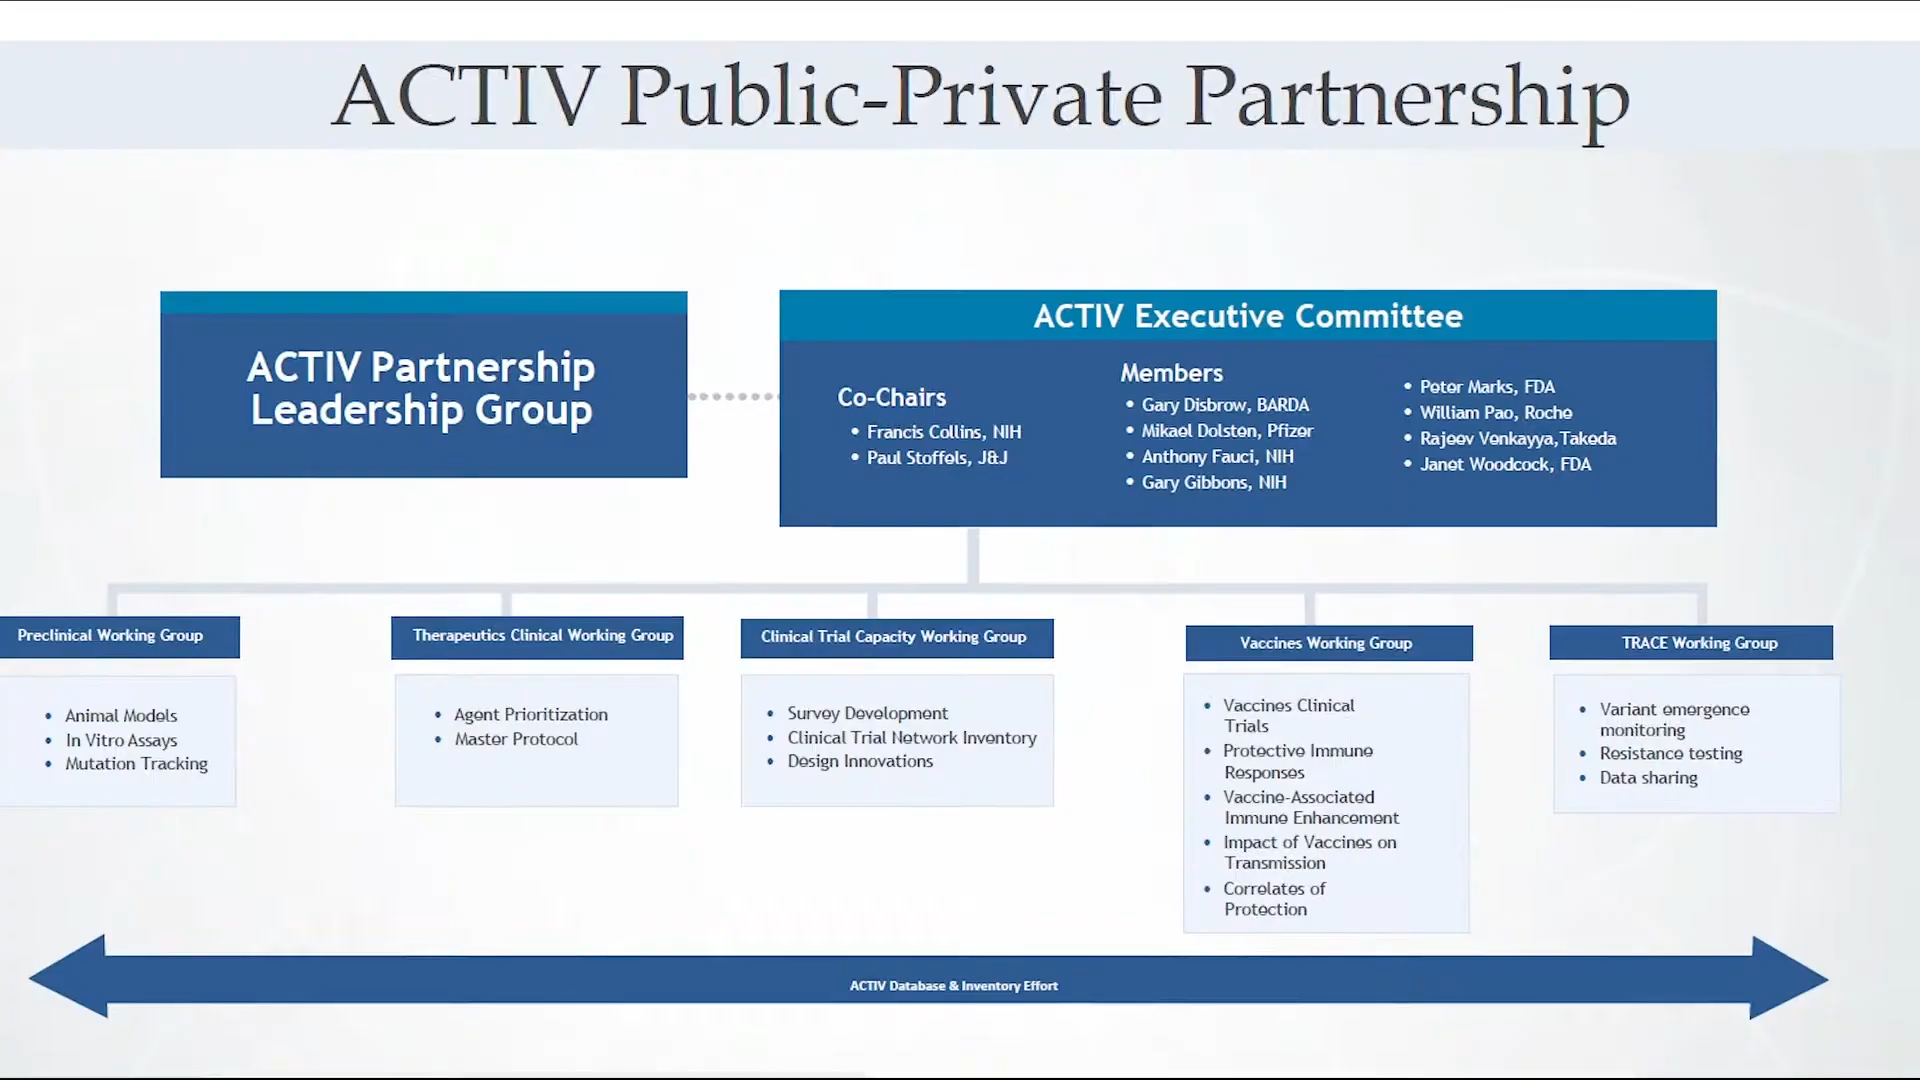 ACTIV Public-Private Partnership
ACTIV Partnership
Leadership Group
ACTIV Executive Committee
Co-Chairs
• Francis Collins, NIH
• Paul Stoffels, J&J
Members
• Gary Disbrow, BARDA
• Mikael Dolsten, Pfizer
• Anthony Fauci, NIH
• Gary Gibbons, NIH
• Peter Marks, FDA
• William Pao, Roche
• Rajeev Venkayya,Takeda
• Janet Woodcock, FDA
Preclinical Working Group
• Animal Models
• In Vitro Assays
• Mutation Tracking
Therapeutics Clinical Working Group
• Agent Prioritization
• Master Protocol
Clinical Trial Capacity Working Group
• Survey Development
• Clinical Trial Network Inventory
• Design Innovations
Vaccines Working Group
• Vaccines Clinical
Trials
• Protective Immune
Responses
• Vaccine-Associated
Immune Enhancement
• Impact of Vaccines on
Transmission
• Correlates of
Protection
TRACE Working Group
• Variant emergence
monitoring
• Resistance testing
• Data sharing
ACTIV Database & Inventory Effort